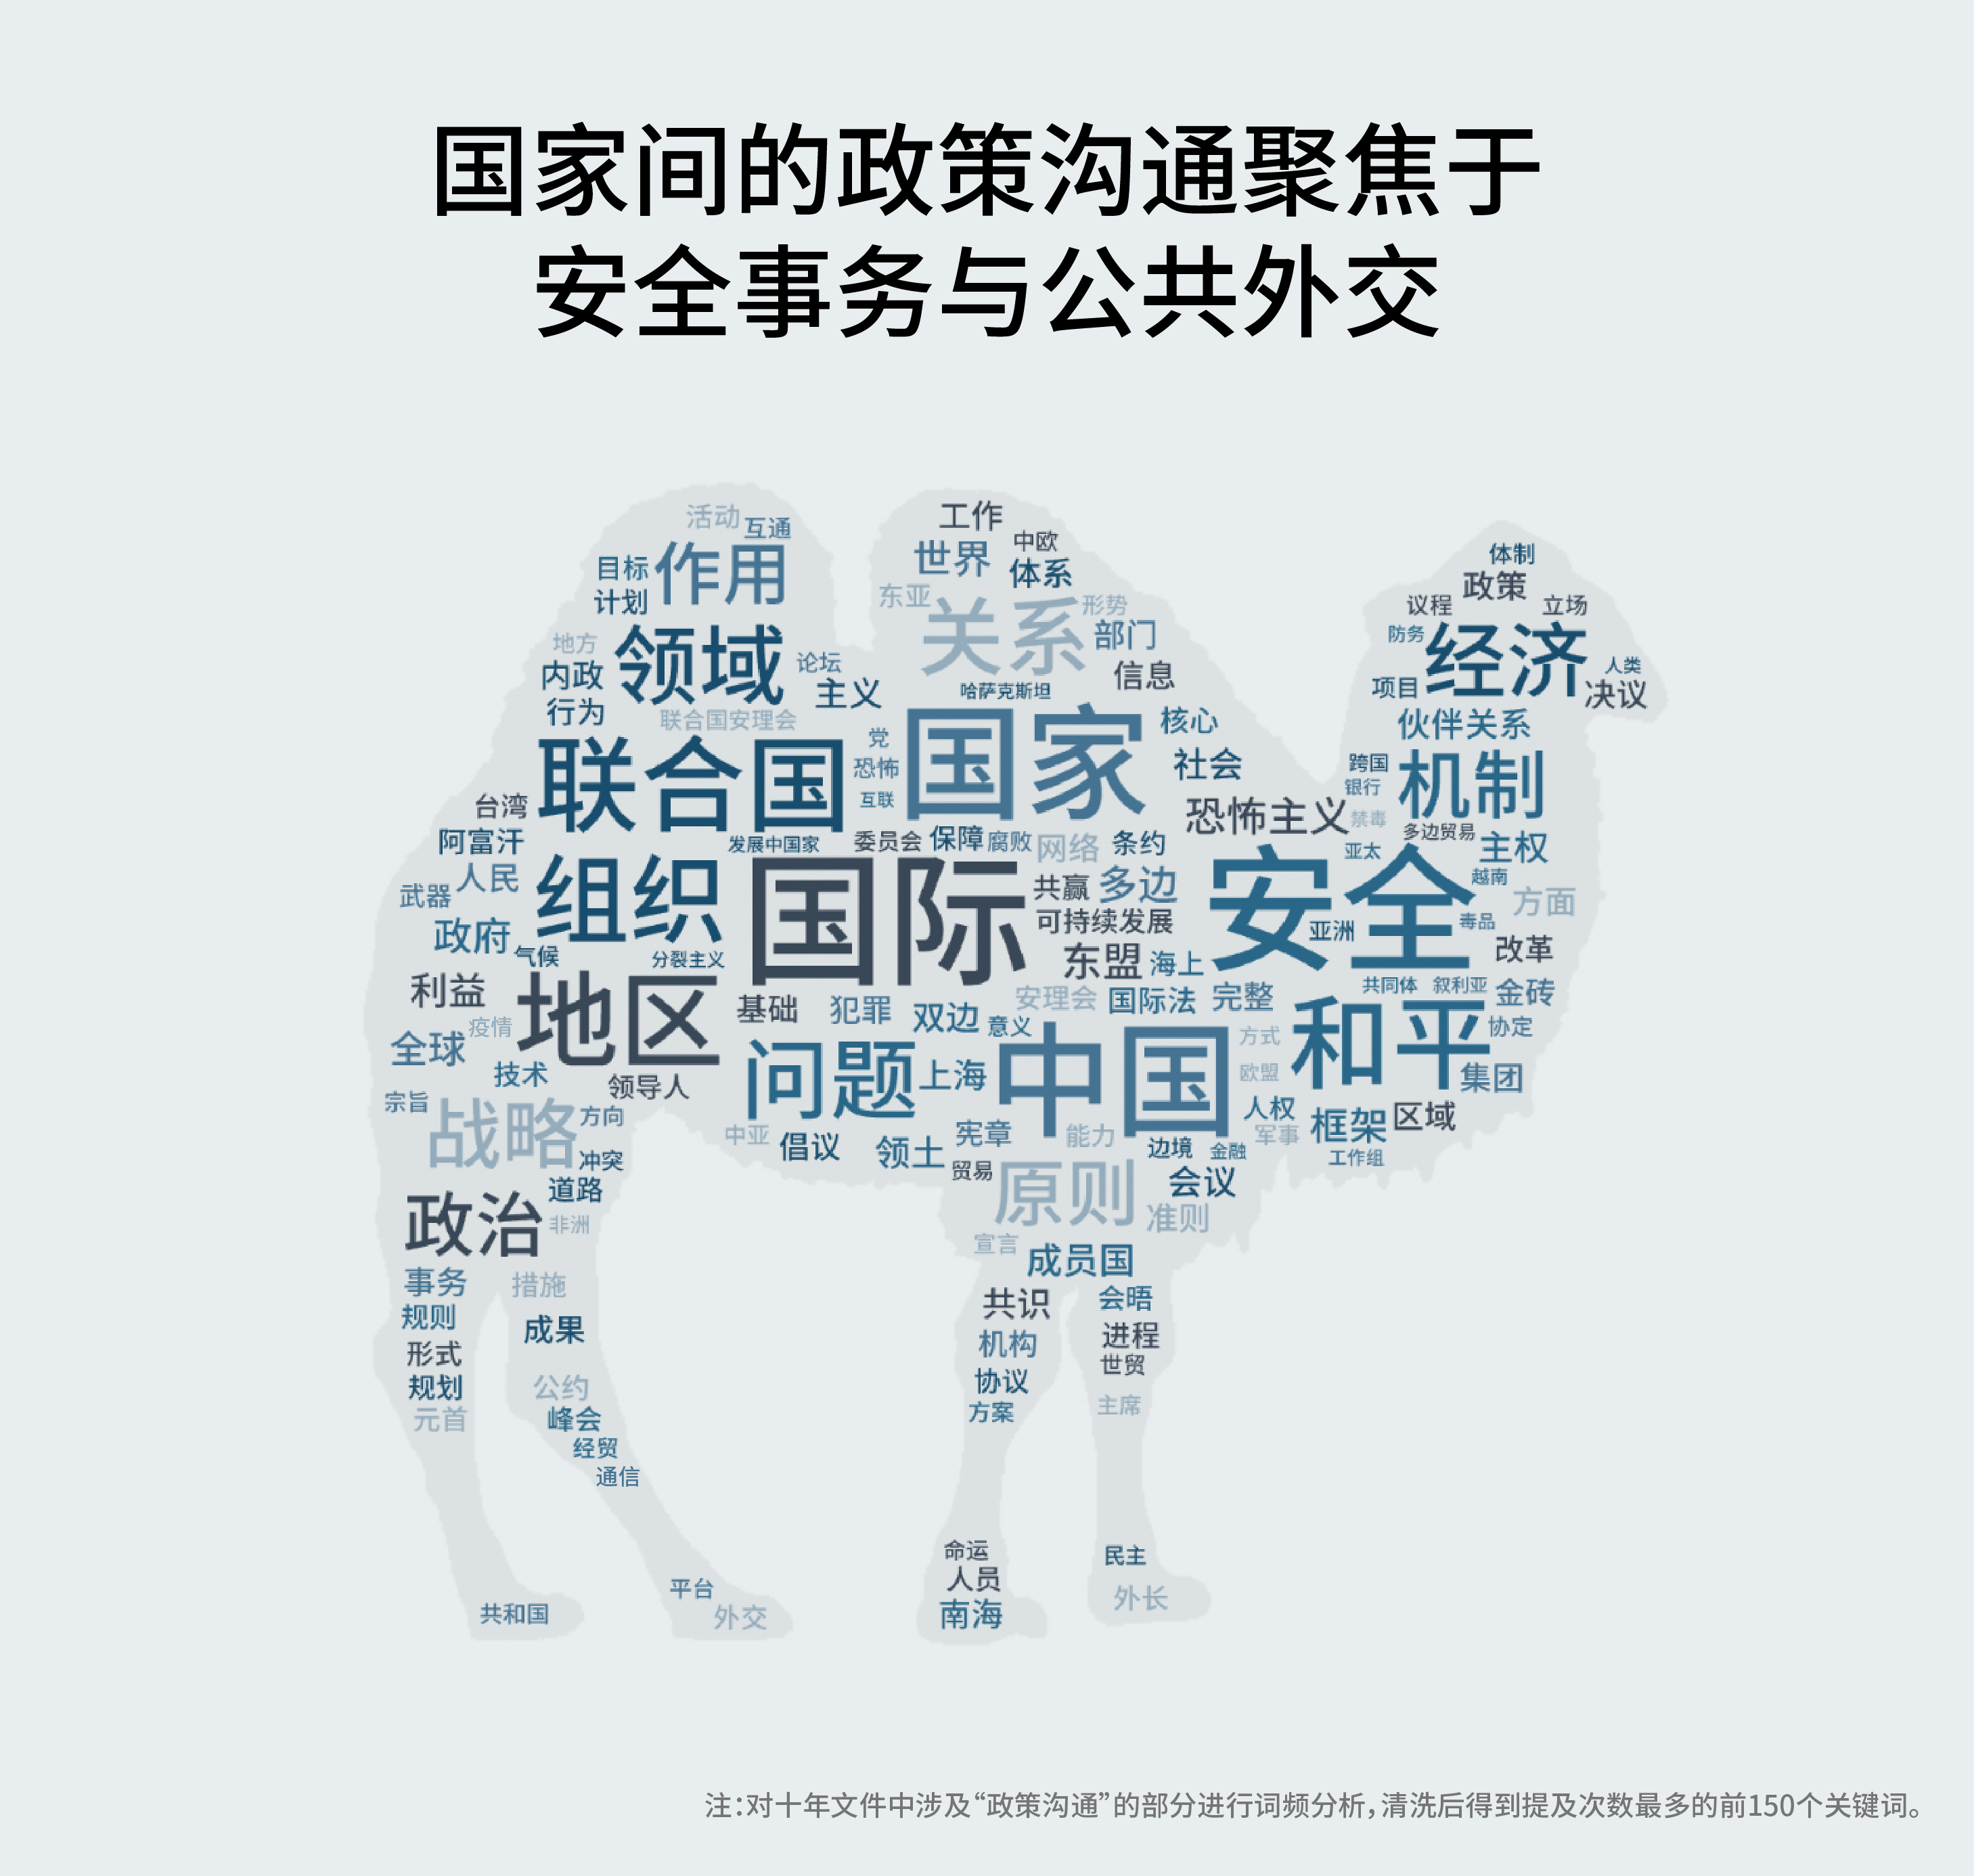 国家间的政策沟通聚焦于
安全事务与公共外交
活动
互通
工作
中欧
目标
作用
世界
体系
体制
计划
东亚
关系
形势
议程
政策
立场
地方
领域
论坛
部门
防务
经济
人类
内政
主义
哈萨克斯坦
信息
项目
决议
行为
联合国安理会
党
国家
核心
伙伴关系
联合国
恐怖
社会
跨国
机制
台湾
互联
恐怖主义
银行
禁毒
阿富汗
发展中国家
委员会
保障
腐败
网络
条约
多边贸易
亚太
主权
武器
人民
组织
国际
共赢
多边
安全
越南
方面
政府
可持续发展
亚洲
毒品
气候
分裂主义
东盟
海上
改革
利益
地区
基础
犯罪
双边
意义
安理会
国际法
完整
共同体
叙利亚
金砖
疫情
全球
问题
上海
中国
方式
和平
协定
技术
领导人
欧盟
集团
宗旨
战略
方向
中亚
倡议
领土
宪章
能力
人权
军事
框架
区域
冲突
贸易
边境
金融
工作组
道路
原则
会议
政治
非洲
准则
宣言
成员国
事务
措施
共识
会晤
规则
成果
机构
进程
形式
世贸
规划
公约
协议
主席
元首
峰会
方案
经贸
通信
命运
民主
平台
人员
外长
共和国
外交
南海
注:对十年文件中涉及“政策沟通”的部分进行词频分析,清洗后得到提及次数最多的前150个关键词。